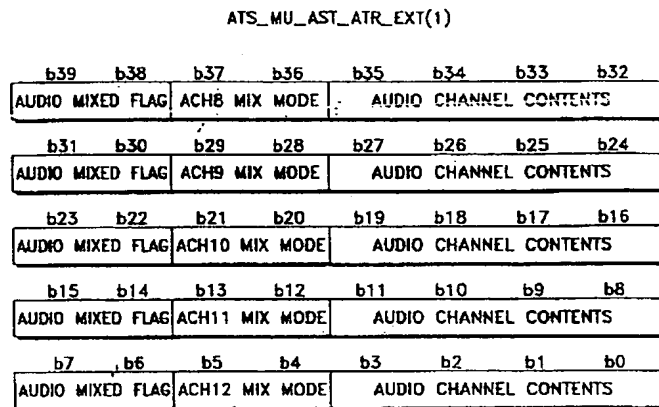 ATS_MU_AST_ATR_EXT(1)
b39 b38 b37 b36 b35 b34 b33 b32
AUDIO MIXED FLAG ACH8 MIX MODE AUDIO CHANNEL CONTENTS
b31 b30 b29 b28 b27 b26 b25 b24
AUDIO MIXED FLAG ACH9 MIX MODE AUDIO CHANNEL CONTENTS
b23 b22 b21 b20 b19 b18 b17 b16
AUDIO MIXED FLAG ACH10 MIX MODE AUDIO CHANNEL CONTENTS
b15 b14 b13 b12 b11 b10 b9 b8
AUDIO MIXED FLAG ACH11 MIX MODE AUDIO CHANNEL CONTENTS
b7 b6 b5 b4 b3 b2 b1 b0
AUDIO MIXED FLAG ACH12 MIX MODE AUDIO CHANNEL CONTENTS